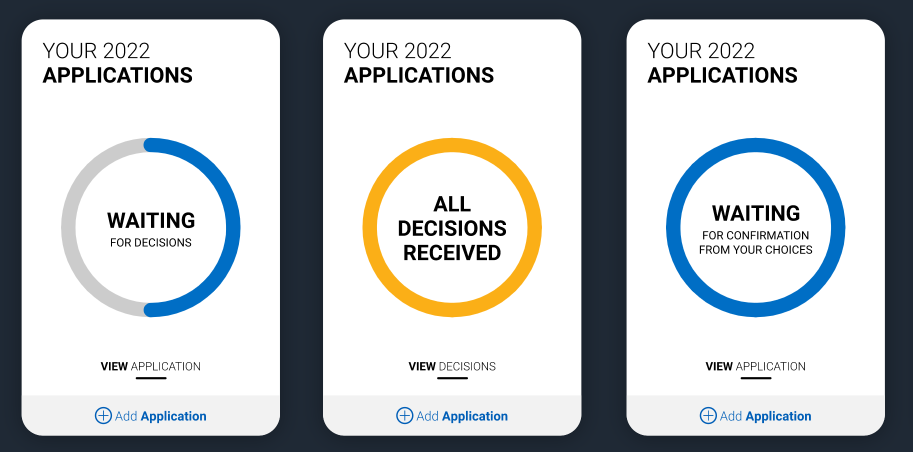 YOUR 2022
APPLICATIONS
WAITING
FOR DECISIONS
VIEW APPLICATION
Add Application
YOUR 2022
APPLICATIONS
ALL
DECISIONS
RECEIVED
VIEW DECISIONS
Add Application
YOUR 2022
APPLICATIONS
WAITING
FOR CONFIRMATION
FROM YOUR CHOICES
VIEW APPLICATION
Add Application